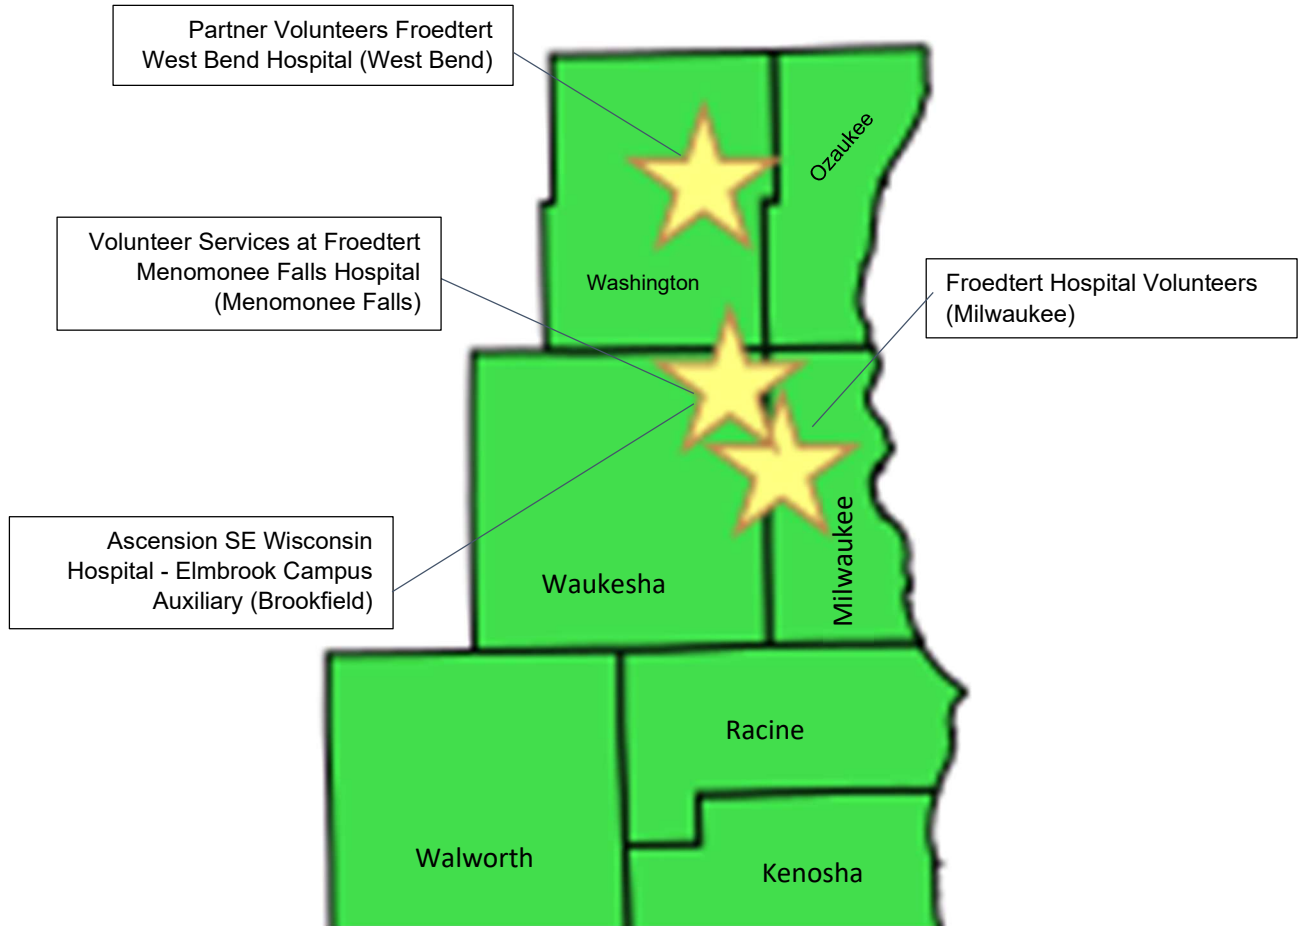 Partner Volunteers Froedtert
West Bend Hospital (West Bend)
Ozaukee
Volunteer Services at Froedtert
Menomonee Falls Hospital
(Menomonee Falls)
Washington
Froedtert Hospital Volunteers
(Milwaukee)
Ascension SE Wisconsin
Hospital - Elmbrook Campus
Auxiliary (Brookfield)
Waukesha
Milwaukee
Racine
Walworth
Kenosha